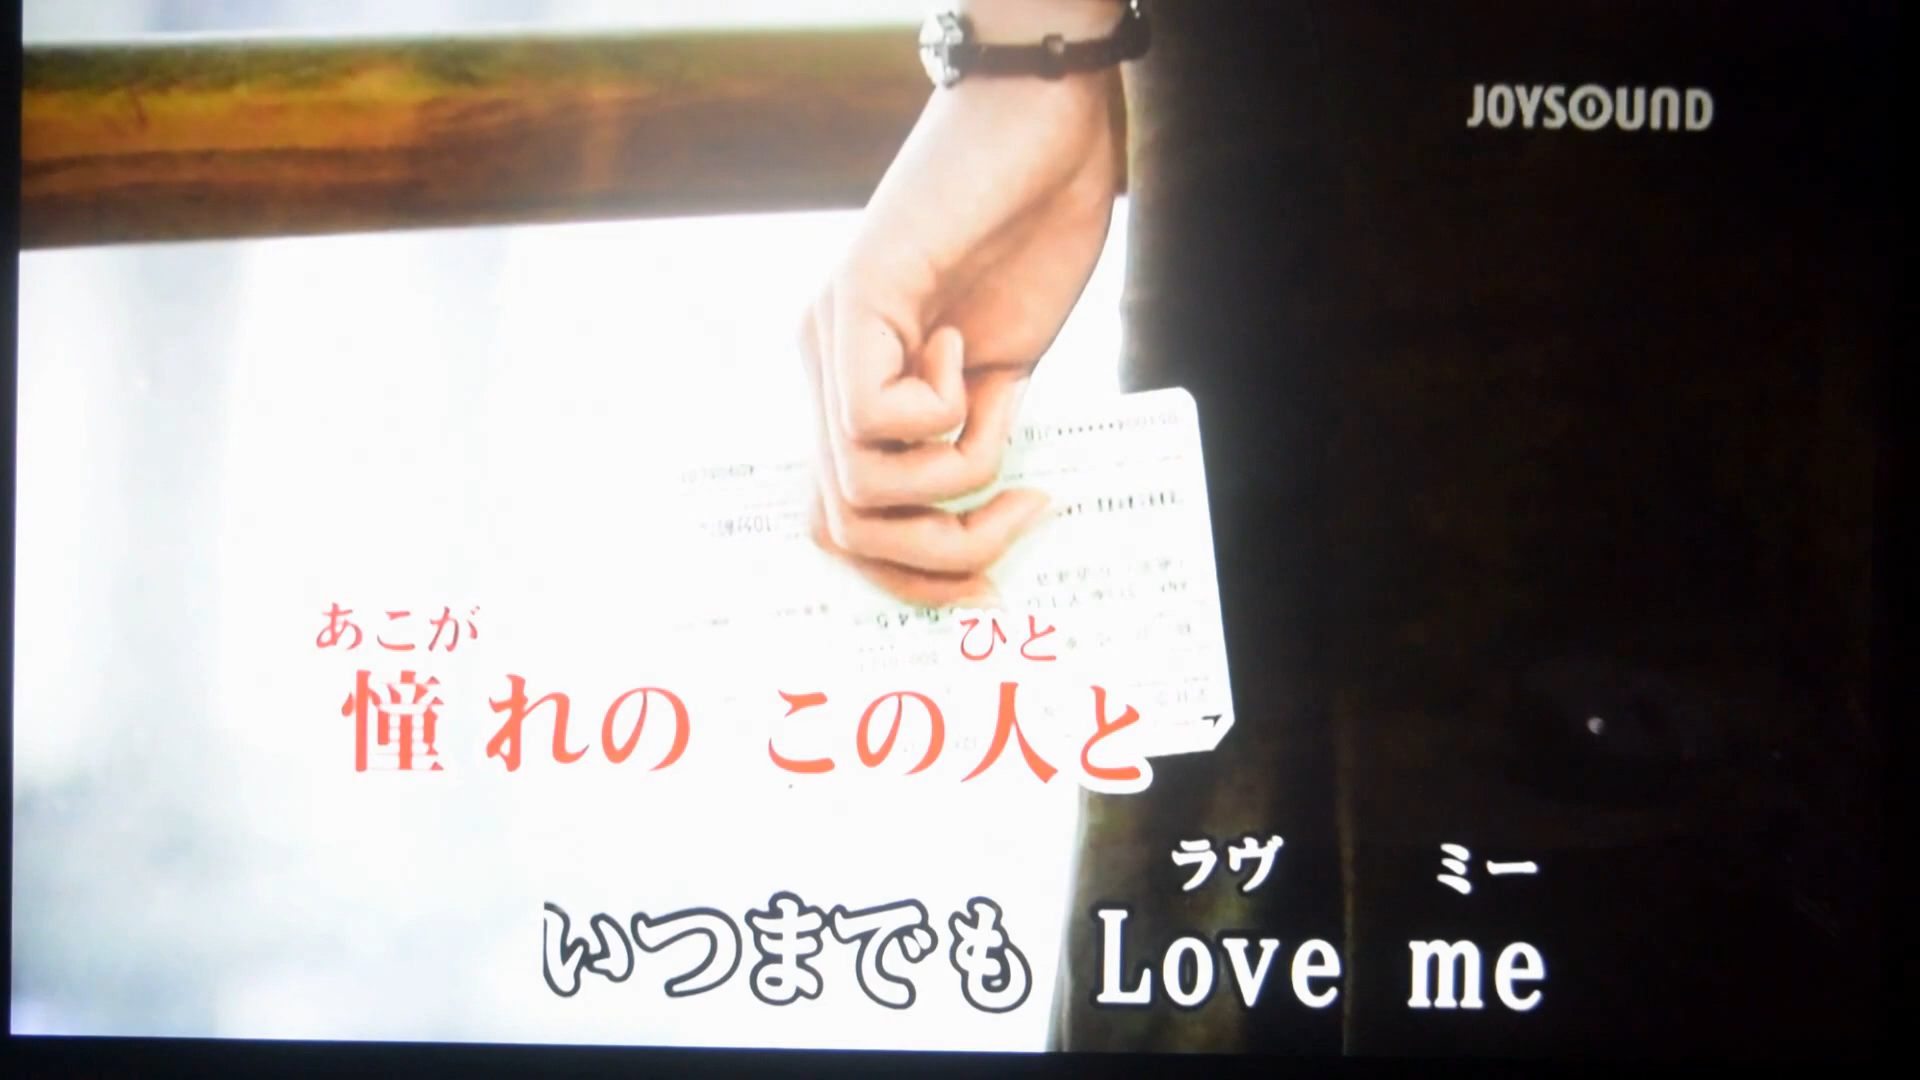 JOYSOUND
あこが ひと
憧れの この人と
ラヴ ミー
いつまでも Love me